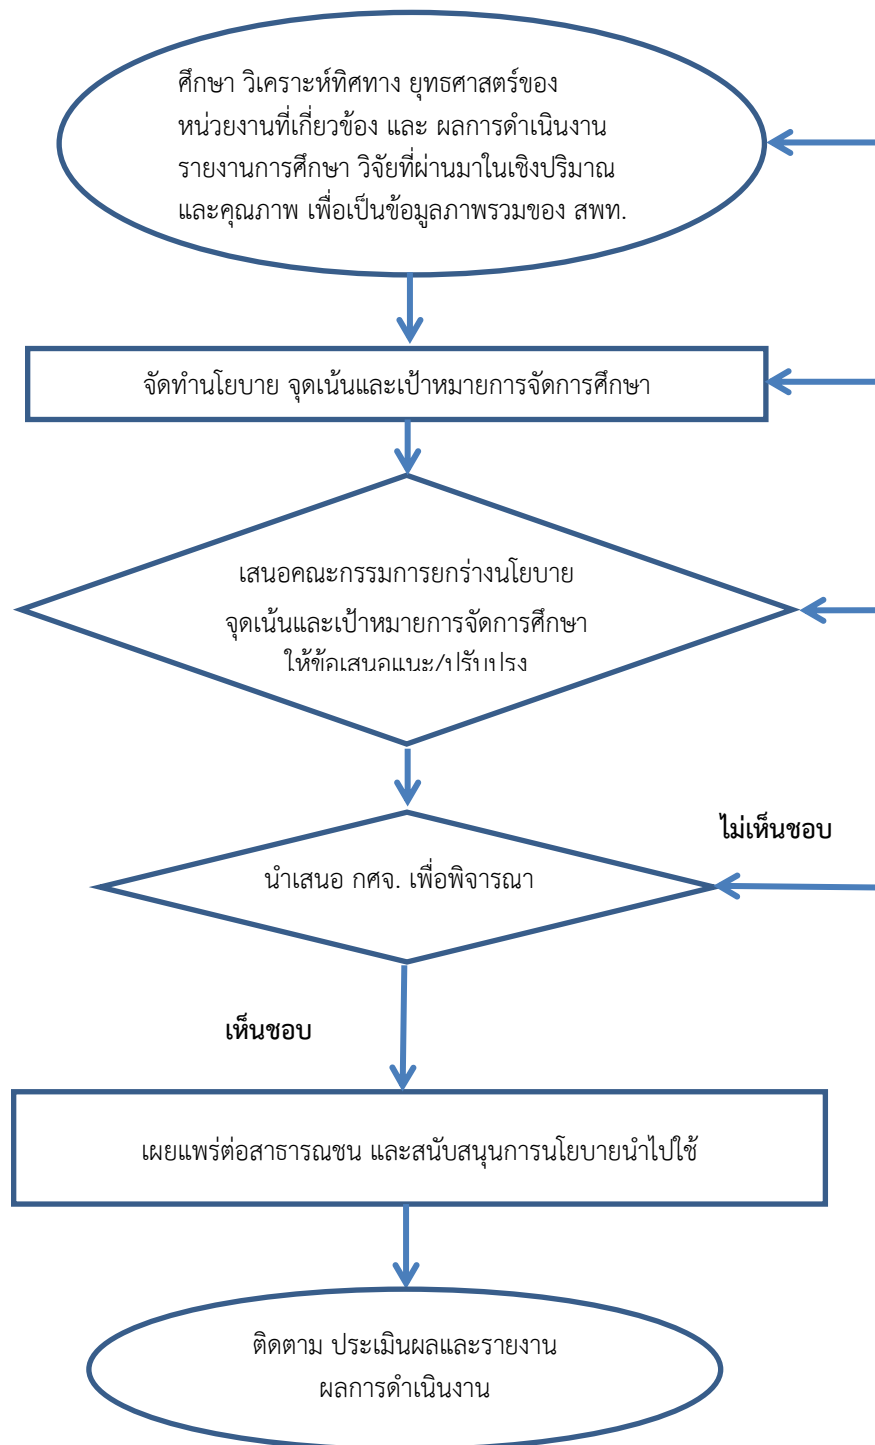 ศึกษา วิเคราะห์ทิศทาง ยุทธศาสตร์ของ
หน่วยงานที่เกี่ยวข้อง และ ผลการดำเนินงาน
รายงานการศึกษา วิจัยที่ผ่านมาในเชิงปริมาณ
และคุณภาพ เพื่อเป็นข้อมูลภาพรวมของ สพท.
จัดทำนโยบาย จุดเน้นและเป้าหมายการจัดการศึกษา
เสนอคณะกรรมการยกร่างนโยบาย
จุดเน้นและเป้าหมายการจัดการศึกษา
ให้ข้อเสนอแนะ/ปรับปรุง
ไม่เห็นชอบ
นำเสนอ กศจ. เพื่อพิจารณา
เห็นชอบ
เผยแพร่ต่อสาธารณชน และสนับสนุนการนโยบายนำไปใช้
ติดตาม ประเมินผลและรายงาน
ผลการดำเนินงาน